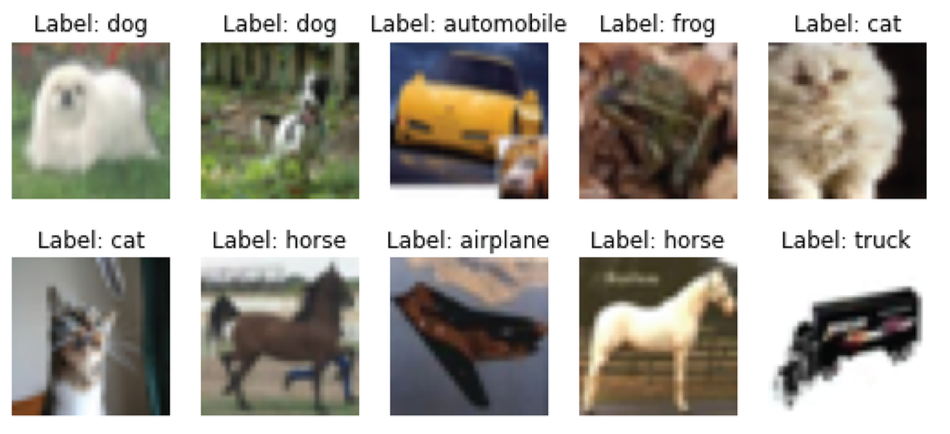 Label: dog
Label: dog
Label: automobile
Label: frog
Label: cat
Label: cat
Label: horse
Label: airplane
Label: horse
Label: truck